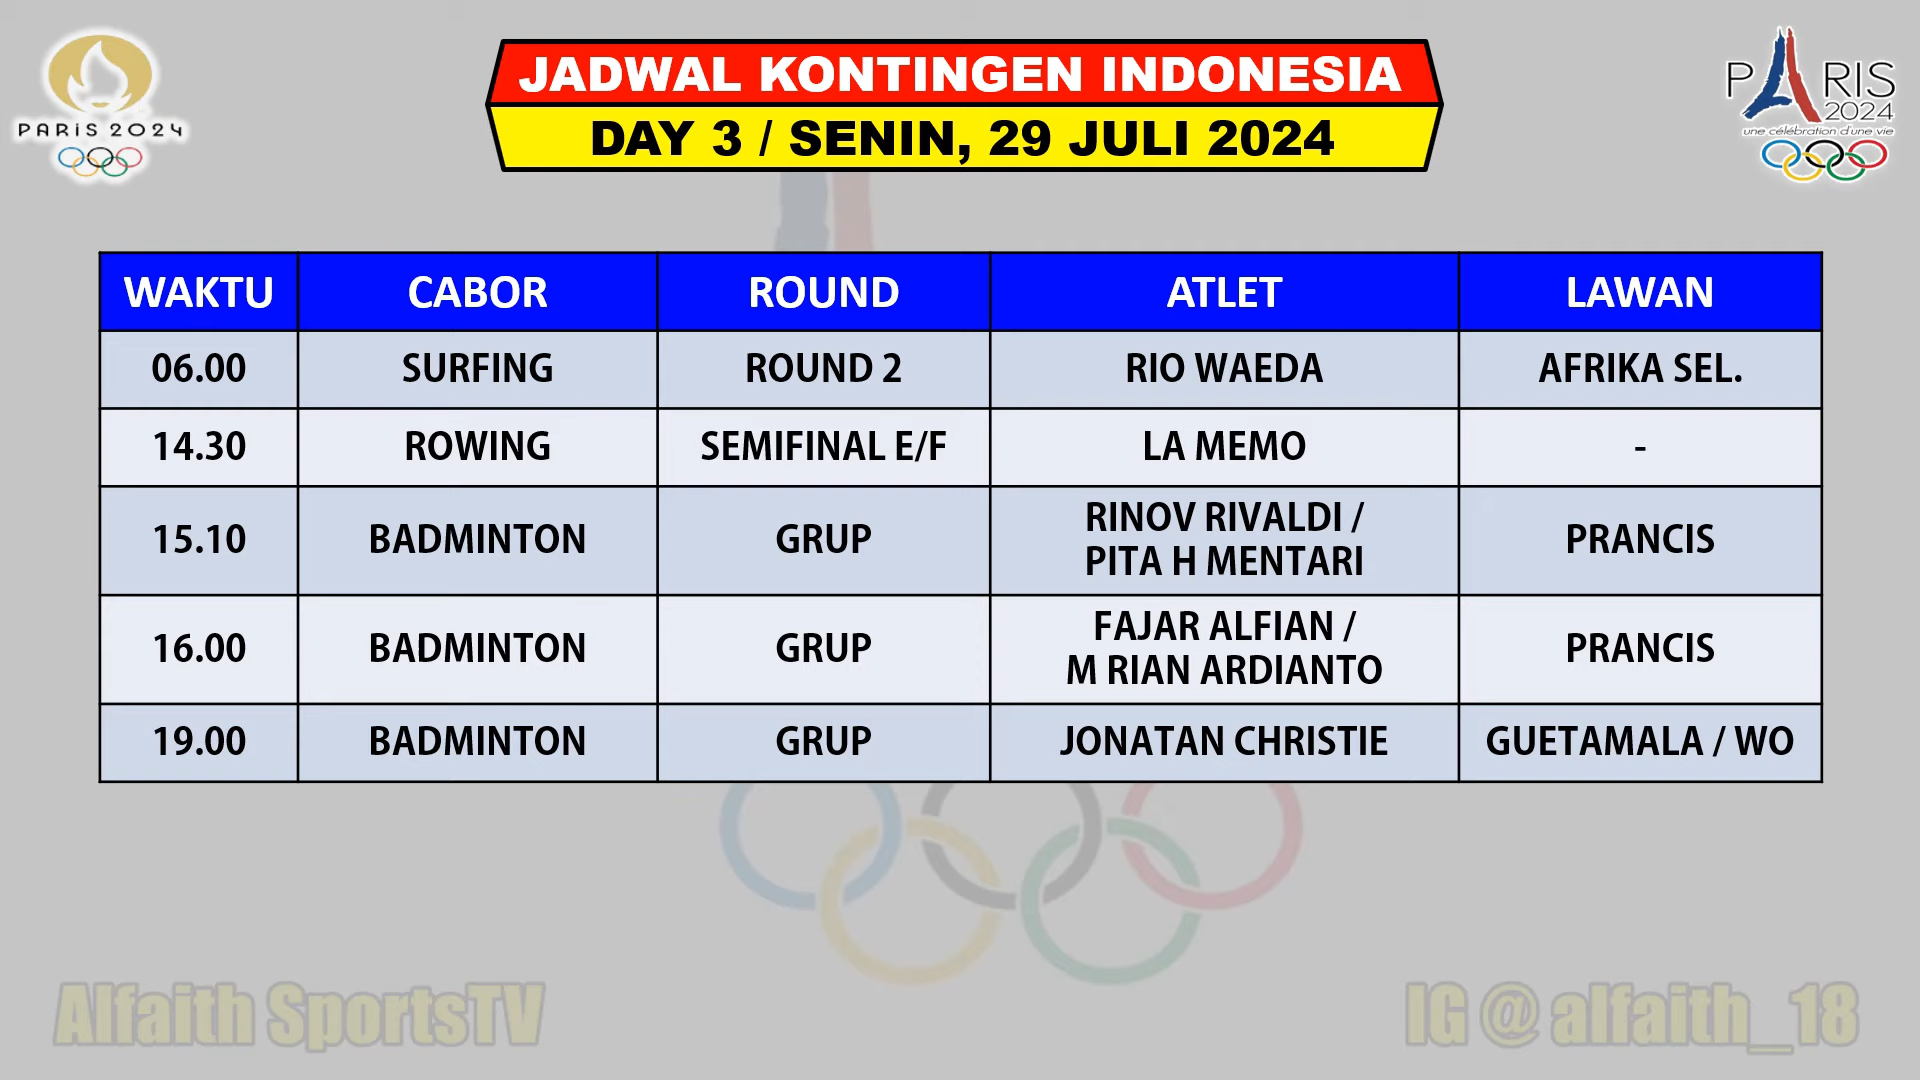 PARIS 2024
JADWAL KONTINGEN INDONESIA
DAY 3 / SENIN, 29 JULI 2024
PARIS
2024
une célébration d'une vie
WAKTU CABOR ROUND ATLET LAWAN
06.00 SURFING ROUND 2 RIO WAEDA AFRIKA SEL.
14.30 ROWING SEMIFINAL E/F LA MEMO -
15.10 BADMINTON GRUP RINOV RIVALDI /
PITA H MENTARI PRANCIS
16.00 BADMINTON GRUP FAJAR ALFIAN /
M RIAN ARDIANTO PRANCIS
19.00 BADMINTON GRUP JONATAN CHRISTIE GUETAMALA / WO
Alfaith SportsTV
IG @ alfaith_18